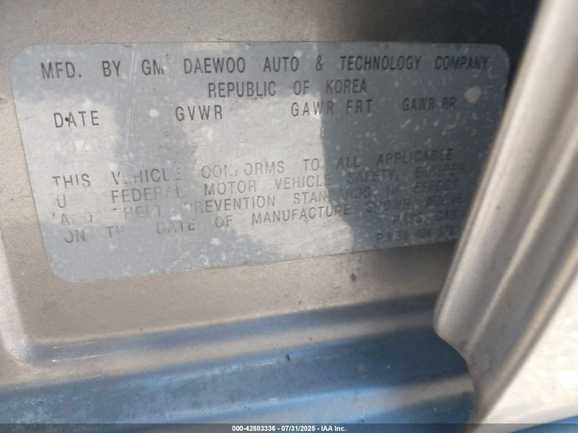 MFD. BY GM DAEWOO AUTO & TECHNOLOGY COMPANY
REPUBLIC OF KOREA
DATE GVWR GAWR FRT GAWR RR
THIS VEHICLE CONFORMS TO ALL APPLICABLE
FEDERAL MOTOR VEHICLE SAFETY,
PREVENTION IN EFFECT
ON THE DATE OF MANUFACTURE
000-42803336 - 07/31/2025 - IAA Inc.